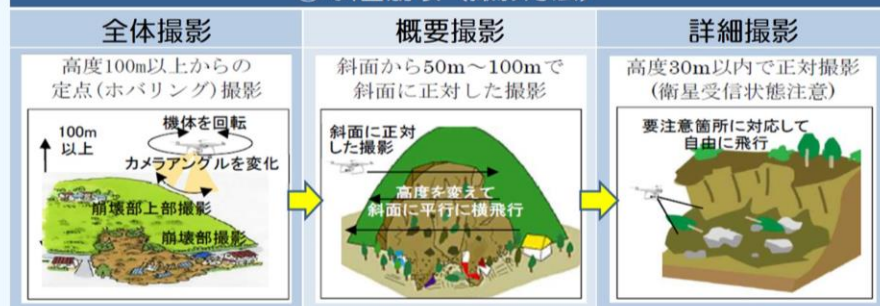 全体撮影
高度100m以上からの
定点(ホバリング)撮影
100m
以上
機体を回転
カメラアングルを変化
崩壊部上部撮影
崩壊部撮影
概要撮影
斜面から50m～100mで
斜面に正対した撮影
斜面に正対
した撮影
高度を変えて
斜面に平行に横飛行
詳細撮影
高度30m以内で正対撮影
(衛星受信状態注意)
要注意箇所に対応して
自由に飛行